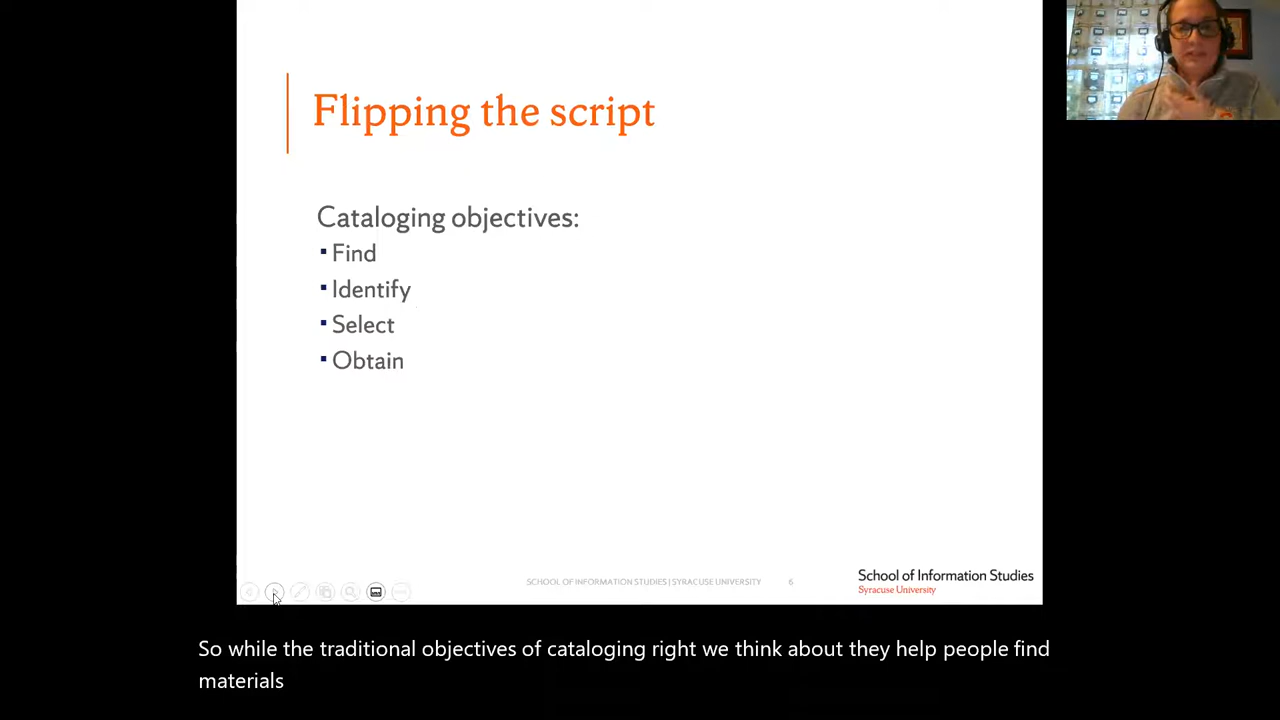 Flipping the script
Cataloging objectives:
▪ Find
▪ Identify
▪ Select
▪ Obtain
SCHOOL OF INFORMATION STUDIES | SYRACUSE UNIVERSITY 6
School of Information Studies
Syracuse University
So while the traditional objectives of cataloging right we think about they help people find
materials